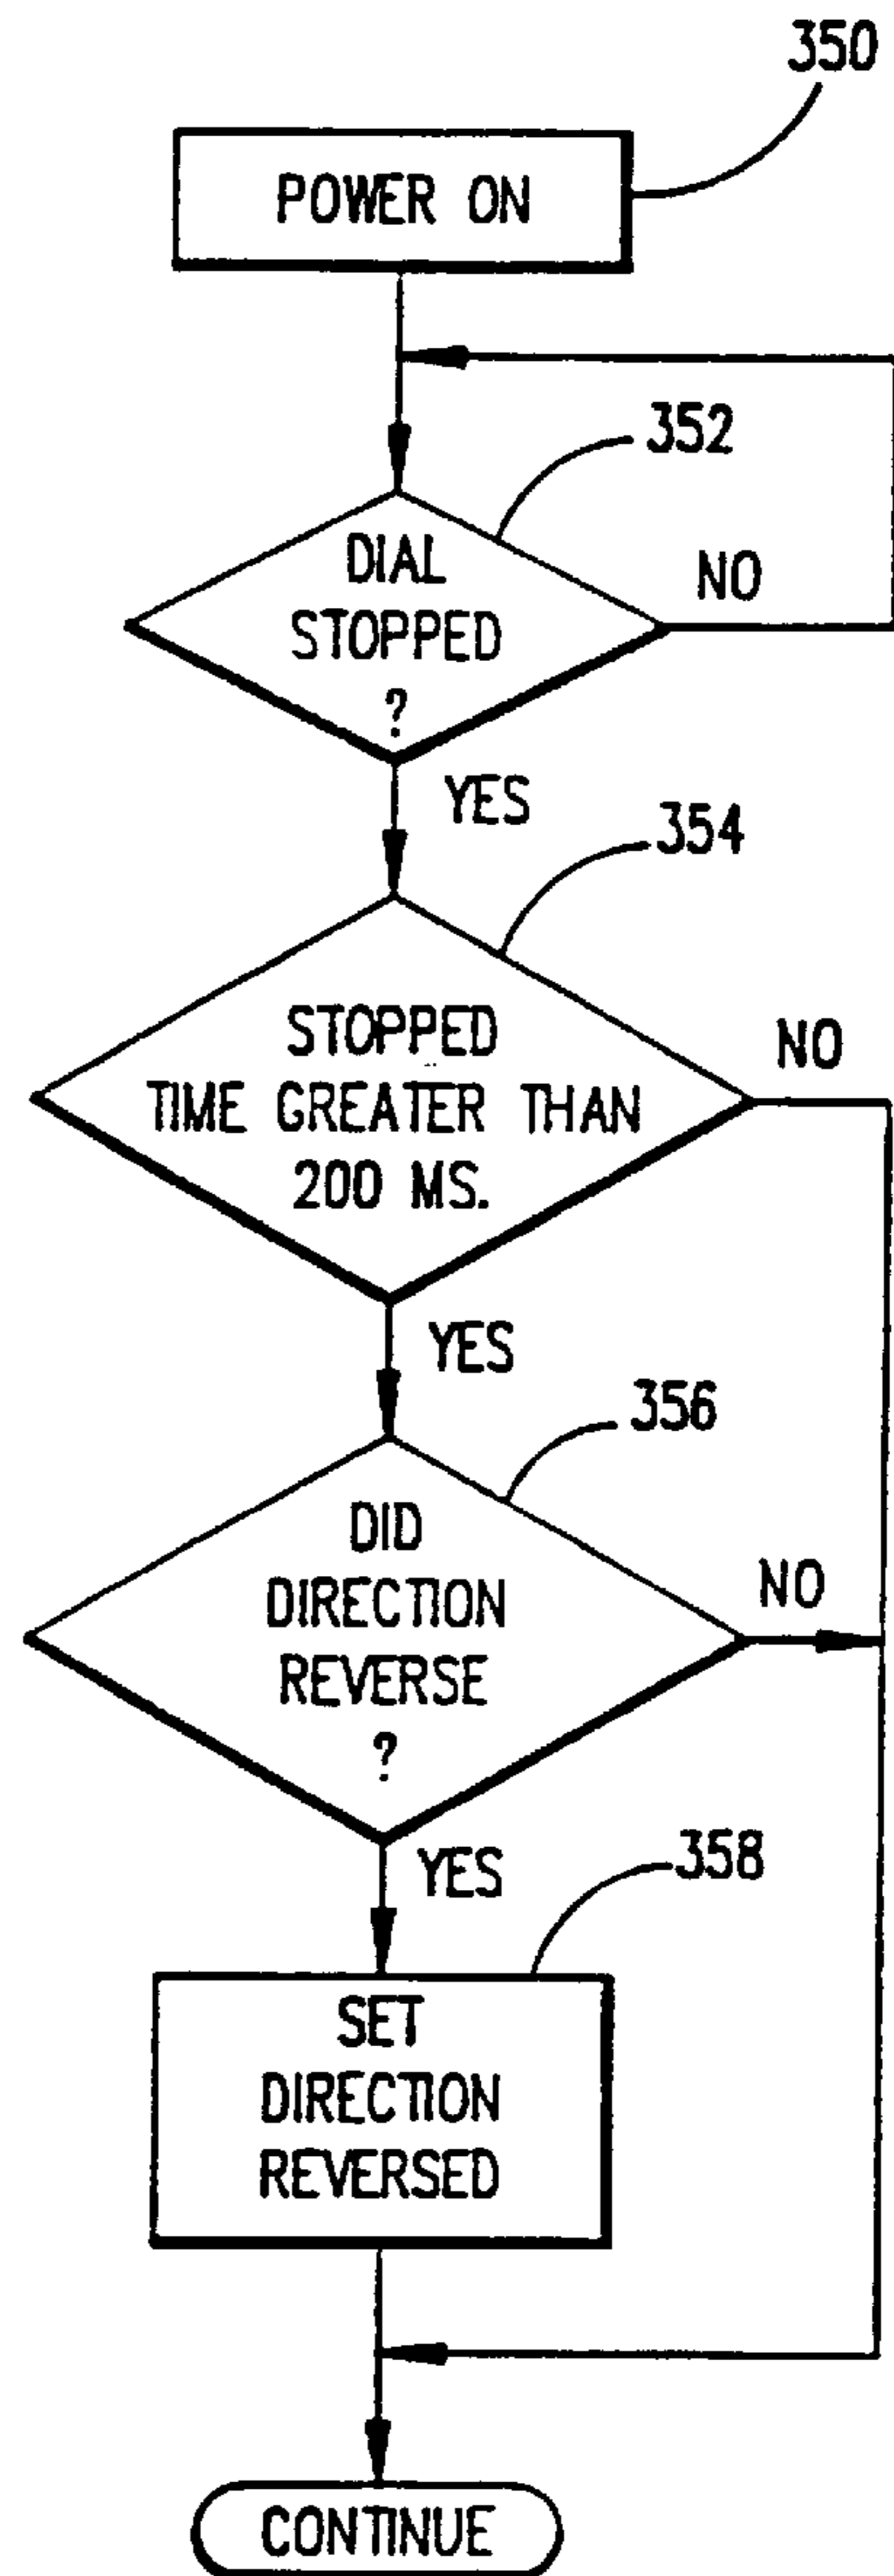 350
POWER ON
352
DIAL
STOPPED
?
NO
YES
354
STOPPED
TIME GREATER THAN
200 MS.
NO
YES
356
DID
DIRECTION
REVERSE
?
NO
YES
358
SET
DIRECTION
REVERSED
CONTINUE